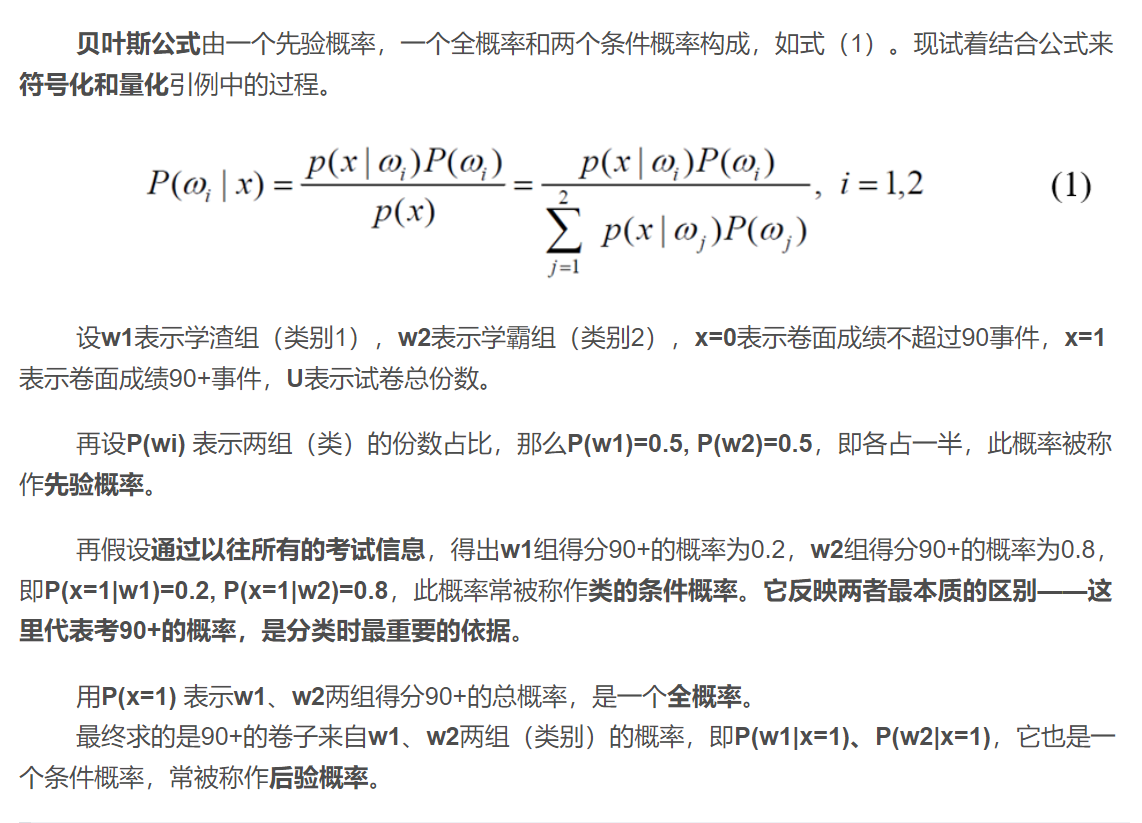 贝叶斯公式由一个先验概率，一个全概率和两个条件概率构成，如式（1）。现试着结合公式来
符号化和量化引例中的过程。
P(ω_i | x) = \frac{p(x | ω_i)P(ω_i)}{p(x)} = \frac{p(x | ω_i)P(ω_i)}{\sum_{j=1}^{2} p(x | ω_j)P(ω_j)}, i = 1,2 (1)
设w1表示学渣组（类别1），w2表示学霸组（类别2），x=0表示卷面成绩不超过90事件，x=1
表示卷面成绩90+事件，U表示试卷总份数。
再设P(wi) 表示两组（类）的份数占比，那么P(w1)=0.5, P(w2)=0.5，即各占一半，此概率被称
作先验概率。
再假设通过以往所有的考试信息，得出w1组得分90+的概率为0.2，w2组得分90+的概率为0.8，
即P(x=1|w1)=0.2, P(x=1|w2)=0.8，此概率常被称作类的条件概率。它反映两者最本质的区别——这
里代表考90+的概率，是分类时最重要的依据。
用P(x=1) 表示w1、w2两组得分90+的总概率，是一个全概率。
最终求的是90+的卷子来自w1、w2两组（类别）的概率，即P(w1|x=1)、P(w2|x=1)，它也是一
个条件概率，常被称作后验概率。